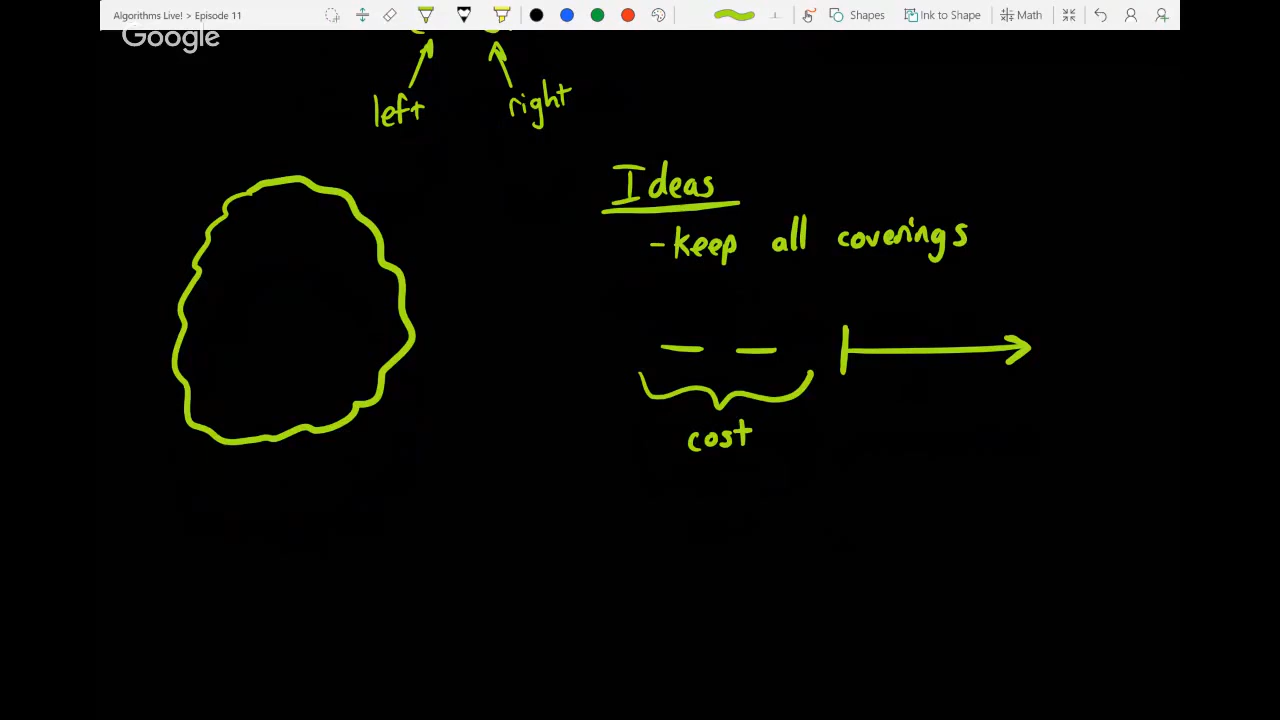 Algorithms Live! > Episode 11
Shapes
Ink to Shape
Math
Google
left
right
Ideas
- keep all coverings
cost